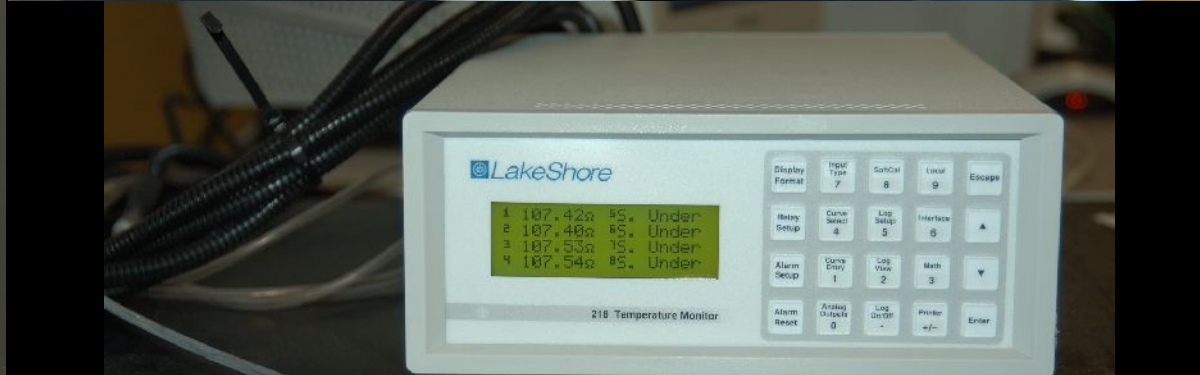 LakeShore
1 107.42Ω 5S. Under
2 107.40Ω 6S. Under
3 107.53Ω 7S. Under
4 107.54Ω 8S. Under
218 Temperature Monitor
Display Format
Input Type 7
SoftCal 8
Local 9
Escape
Relay Setup
Curve Select 4
Log Setup 5
Interface 6
▲
Alarm Setup
Curve Entry 1
Log View 2
Math 3
▼
Alarm Reset
Analog Outputs 0
Log On/Off -
Printer +/-
Enter